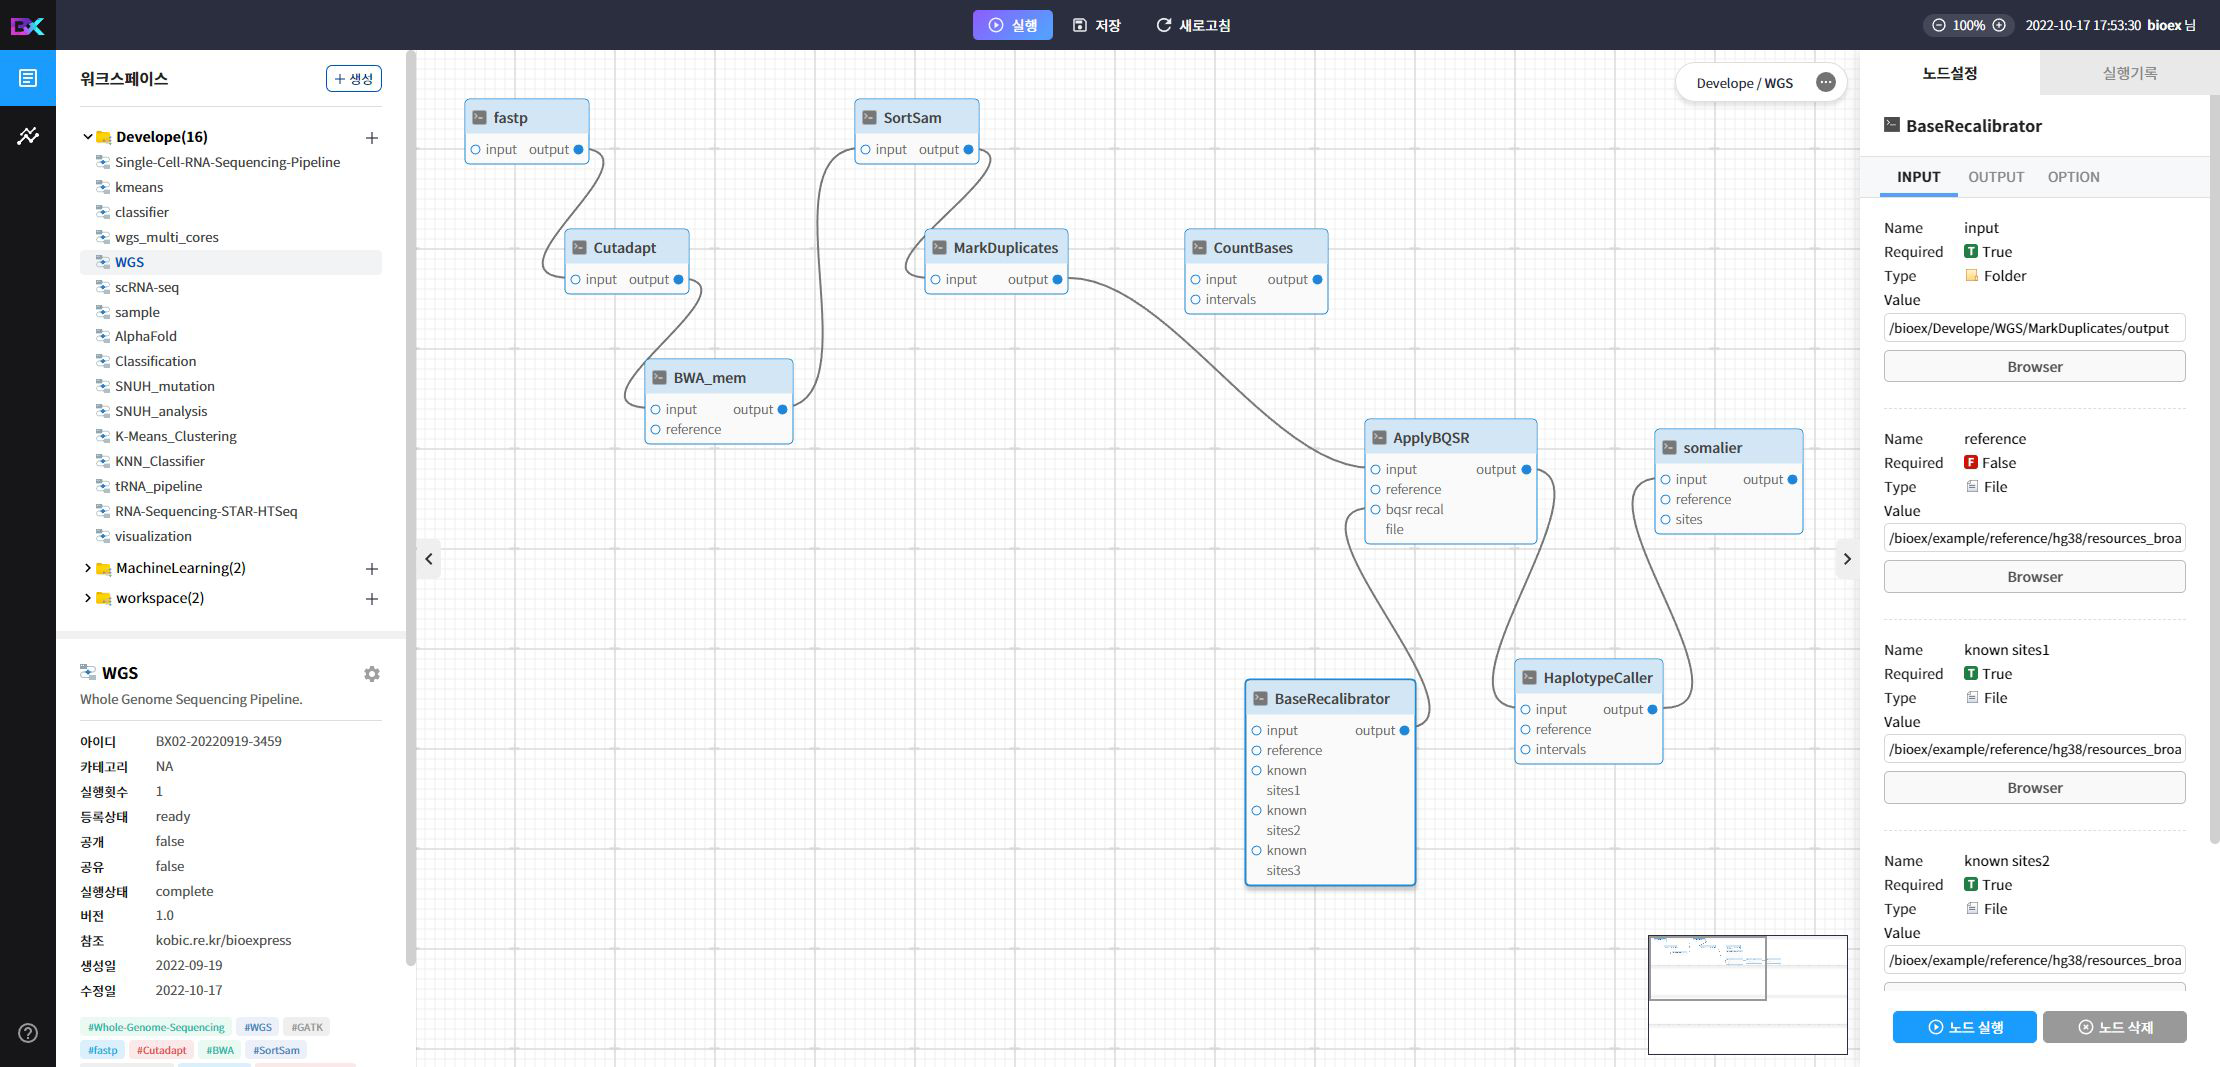 BX
실행
저장
새로고침
100%
2022-10-17 17:53:30 bioex 님
워크스페이스
+ 생성
Develope(16)
Single-Cell-RNA-Sequencing-Pipeline
kmeans
classifier
wgs_multi_cores
WGS
scRNA-seq
sample
AlphaFold
Classification
SNUH_mutation
SNUH_analysis
K-Means_Clustering
KNN_Classifier
tRNA_pipeline
RNA-Sequencing-STAR-HTSeq
visualization
MachineLearning(2)
workspace(2)
WGS
Whole Genome Sequencing Pipeline.
아이디 BX02-20220919-3459
카테고리 NA
실행횟수 1
등록상태 ready
공개 false
공유 false
실행상태 complete
버전 1.0
참조 kobic.re.kr/bioexpress
생성일 2022-09-19
수정일 2022-10-17
#Whole-Genome-Sequencing #WGS #GATK
#fastp #Cutadapt #BWA #SortSam
Develope / WGS
fastp
input output
SortSam
input output
Cutadapt
input output
MarkDuplicates
input output
CountBases
input output
intervals
BWA_mem
input output
reference
ApplyBQSR
input output
reference
bqsr recal
file
somalier
input output
reference
sites
BaseRecalibrator
input output
reference
known
sites1
known
sites2
known
sites3
HaplotypeCaller
input output
reference
intervals
노드설정
실행기록
BaseRecalibrator
INPUT OUTPUT OPTION
Name input
Required T True
Type Folder
Value
/bioex/Develope/WGS/MarkDuplicates/output
Browser
Name reference
Required F False
Type File
Value
/bioex/example/reference/hg38/resources_broa
Browser
Name known sites1
Required T True
Type File
Value
/bioex/example/reference/hg38/resources_broa
Browser
Name known sites2
Required T True
Type File
Value
/bioex/example/reference/hg38/resources_broa
노드 실행
노드 삭제